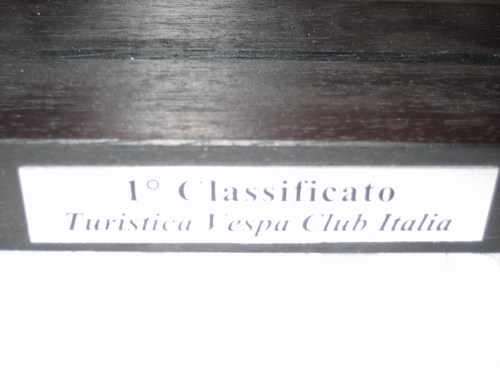 1° Classificato
Turistica Vespa Club Italia